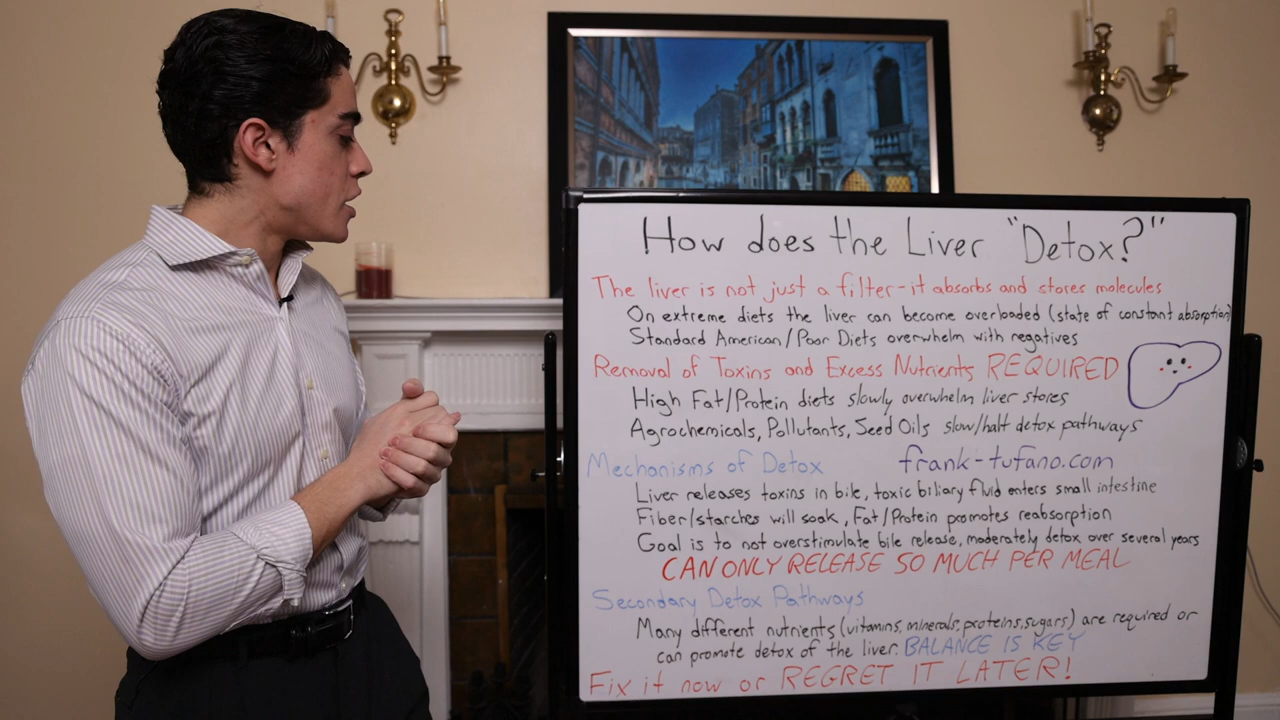 How does the Liver "Detox?"
The liver is not just a filter-it absorbs and stores molecules
On extreme diets the liver can become overloaded (state of constant absorption)
Standard American/Poor Diets overwhelm with negatives
Removal of Toxins and Excess Nutrients REQUIRED
High Fat/Protein diets slowly overwhelm liver stores
Agrochemicals, Pollutants, Seed Oils slow/halt detox pathways
Mechanisms of Detox frank-tufano.com
Liver releases toxins in bile, toxic biliary fluid enters small intestine
Fiber/starches will soak, Fat/Protein promotes reabsorption
Goal is to not overstimulate bile release, moderately detox over several years
CAN ONLY RELEASE SO MUCH PER MEAL
Secondary Detox Pathways
Many different nutrients (vitamins, minerals, proteins, sugars) are required or
can promote detox of the liver. BALANCE IS KEY
Fix it now or REGRET IT LATER!